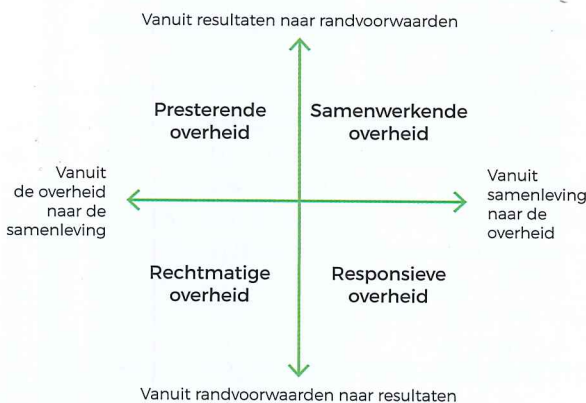 Vanuit resultaten naar randvoorwaarden
Presterende
overheid
Samenwerkende
overheid
Vanuit
de overheid
naar de
samenleving
Vanuit
samenleving
naar de
overheid
Rechtmatige
overheid
Responsieve
overheid
Vanuit randvoorwaarden naar resultaten